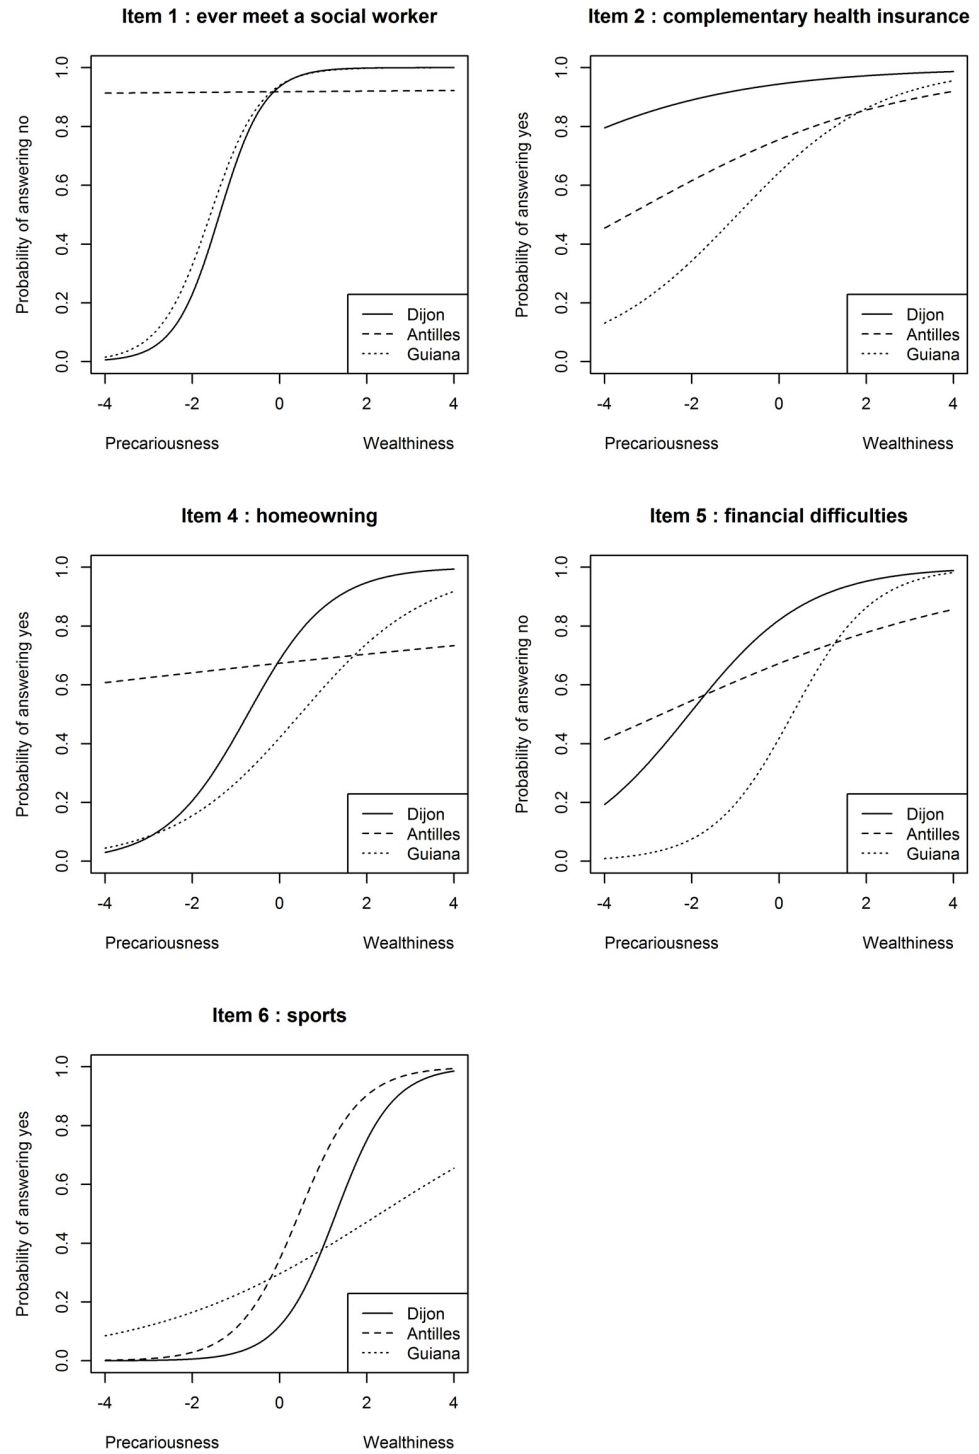 Item 1 : ever meet a social worker
Probability of answering no
1.0
0.8
0.6
0.4
0.2
0.0
Dijon
Antilles
Guiana
-4 -2 0 2 4
Precariousness Wealthiness
Item 2 : complementary health insurance
Probability of answering yes
1.0
0.8
0.6
0.4
0.2
0.0
Dijon
Antilles
Guiana
-4 -2 0 2 4
Precariousness Wealthiness
Item 4 : homeowning
Probability of answering yes
1.0
0.8
0.6
0.4
0.2
0.0
Dijon
Antilles
Guiana
-4 -2 0 2 4
Precariousness Wealthiness
Item 5 : financial difficulties
Probability of answering no
1.0
0.8
0.6
0.4
0.2
0.0
Dijon
Antilles
Guiana
-4 -2 0 2 4
Precariousness Wealthiness
Item 6 : sports
Probability of answering yes
1.0
0.8
0.6
0.4
0.2
0.0
Dijon
Antilles
Guiana
-4 -2 0 2 4
Precariousness Wealthiness